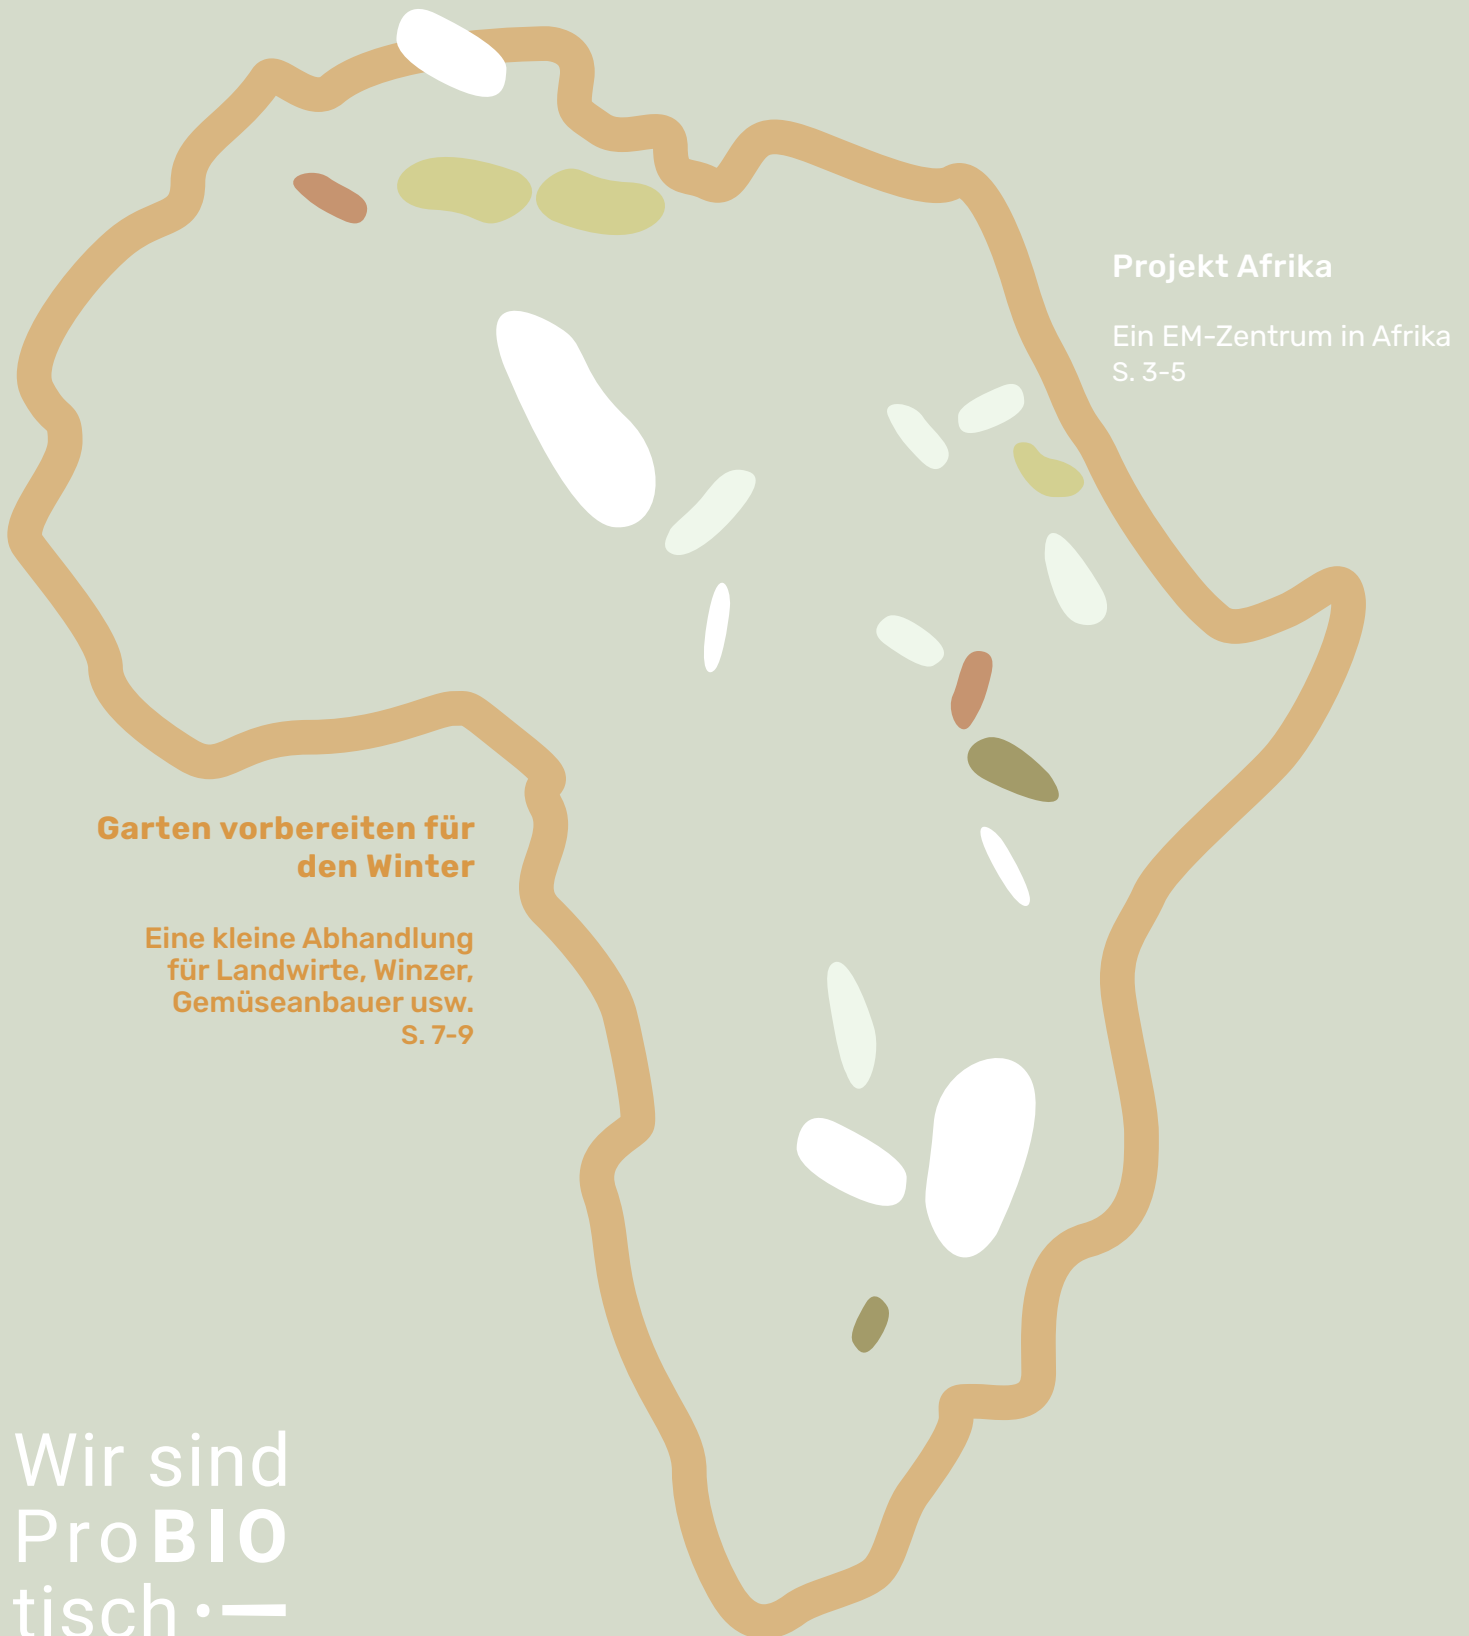 Projekt Afrika
Ein EM-Zentrum in Afrika
S. 3-5
Garten vorbereiten für
den Winter
Eine kleine Abhandlung
für Landwirte, Winzer,
Gemüseanbauer usw.
S. 7-9
Wir sind
ProBIO
tisch